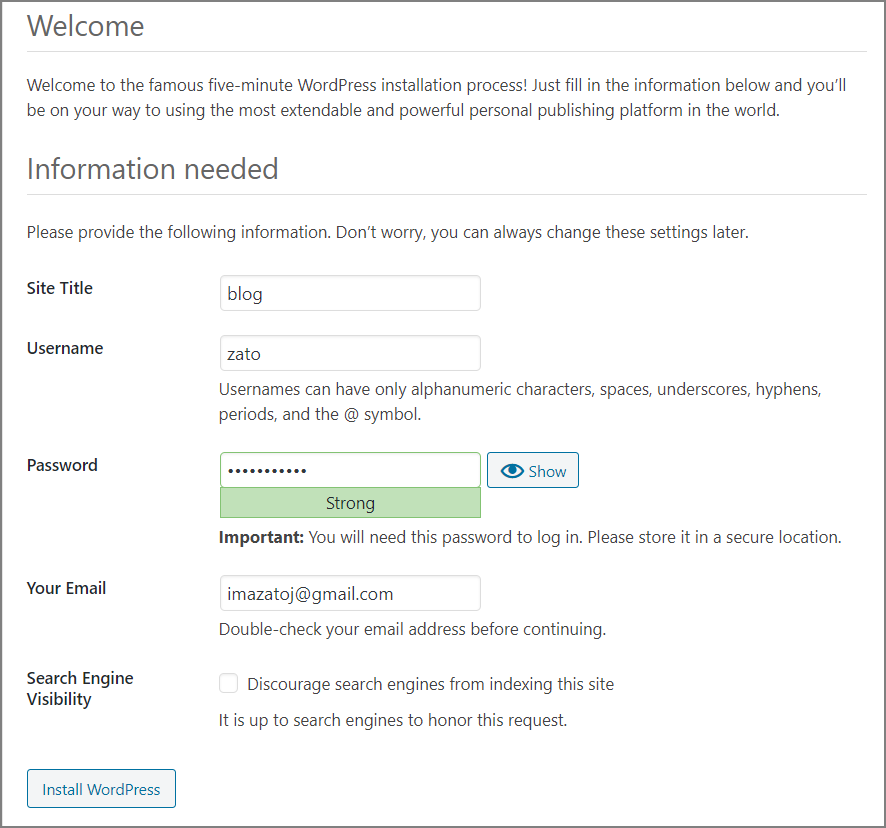 Welcome
Welcome to the famous five-minute WordPress installation process! Just fill in the information below and you’ll
be on your way to using the most extendable and powerful personal publishing platform in the world.
Information needed
Please provide the following information. Don’t worry, you can always change these settings later.
Site Title
blog
Username
zato
Usernames can have only alphanumeric characters, spaces, underscores, hyphens,
periods, and the @ symbol.
Password
•••••••••••
Show
Strong
Important: You will need this password to log in. Please store it in a secure location.
Your Email
imazatoj@gmail.com
Double-check your email address before continuing.
Search Engine
Visibility
Discourage search engines from indexing this site
It is up to search engines to honor this request.
Install WordPress